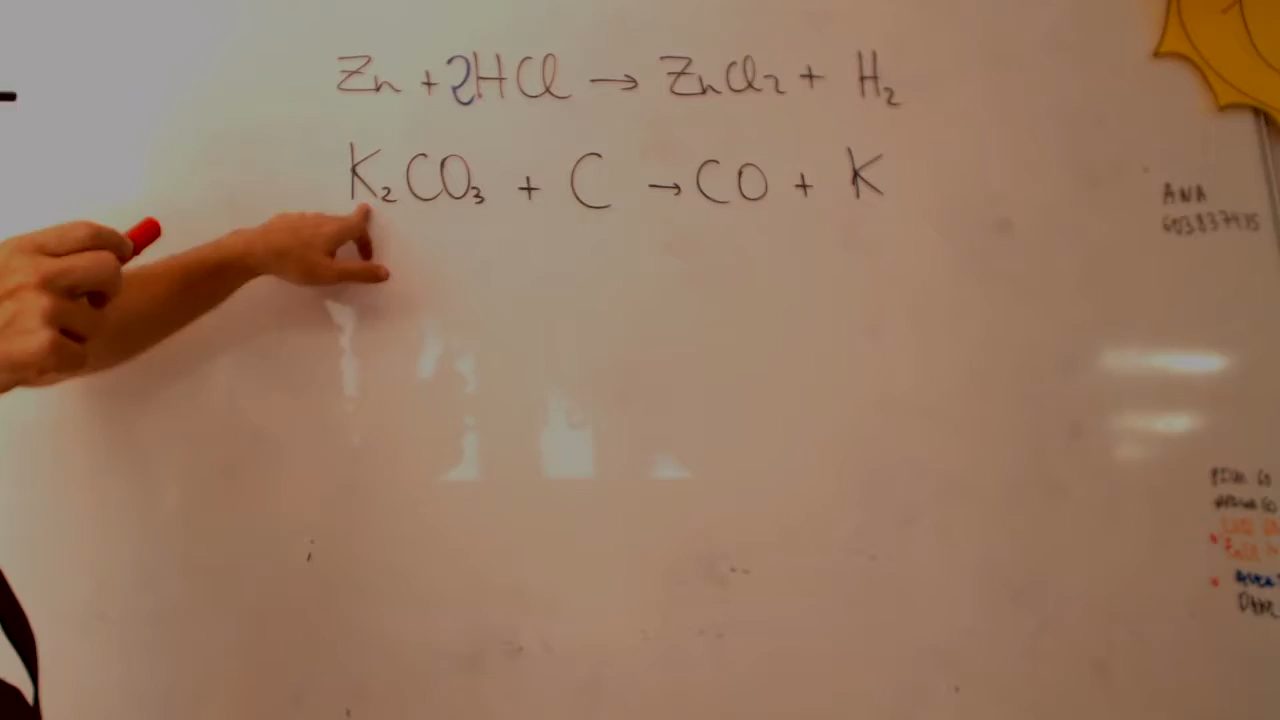 Zn + 2HCl → ZnCl2 + H2
K2CO3 + C → CO + K
ANA